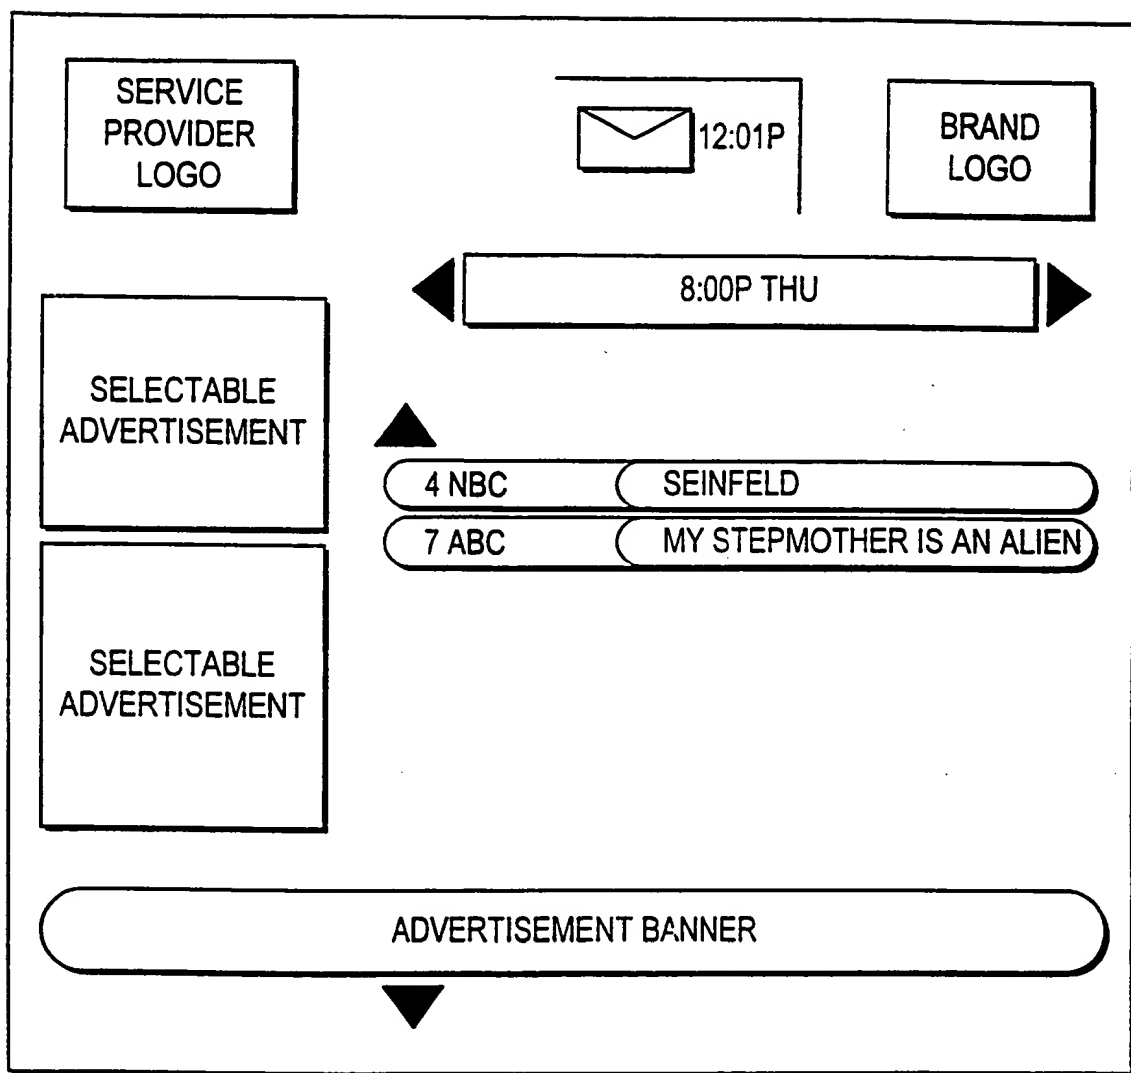 SERVICE
PROVIDER
LOGO
12:01P
BRAND
LOGO
8:00P THU
SELECTABLE
ADVERTISEMENT
4 NBC SEINFELD
7 ABC MY STEPMOTHER IS AN ALIEN
SELECTABLE
ADVERTISEMENT
ADVERTISEMENT BANNER